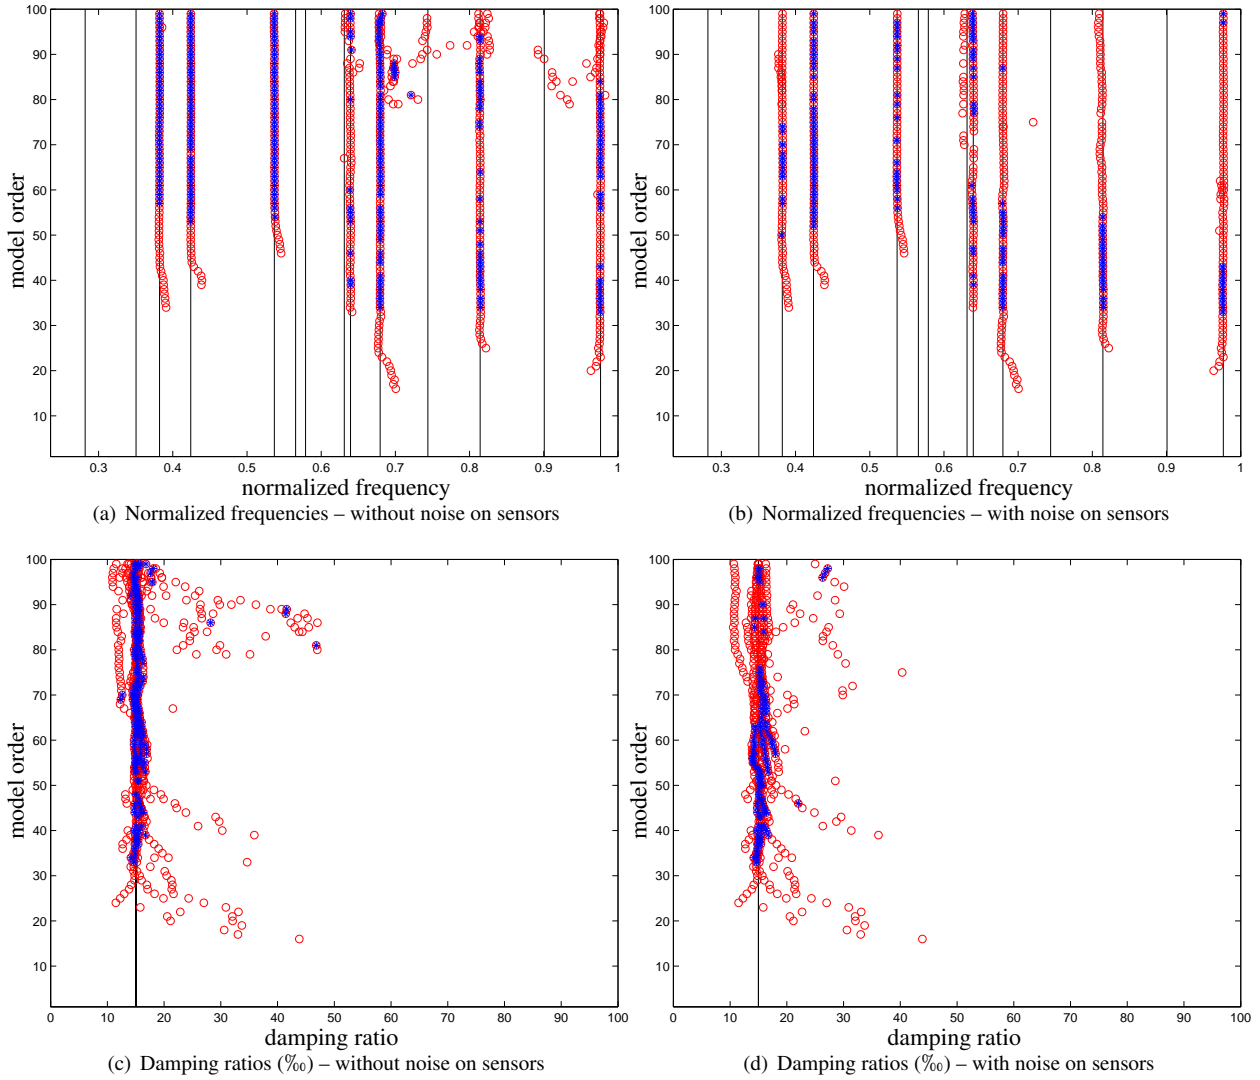 100
90
80
70
60
50
40
30
20
10
model order
0.3 0.4 0.5 0.6 0.7 0.8 0.9 1
normalized frequency
(a) Normalized frequencies – without noise on sensors
100
90
80
70
60
50
40
30
20
10
model order
0.3 0.4 0.5 0.6 0.7 0.8 0.9 1
normalized frequency
(b) Normalized frequencies – with noise on sensors
100
90
80
70
60
50
40
30
20
10
model order
0 10 20 30 40 50 60 70 80 90 100
damping ratio
(c) Damping ratios (‰) – without noise on sensors
100
90
80
70
60
50
40
30
20
10
model order
0 10 20 30 40 50 60 70 80 90 100
damping ratio
(d) Damping ratios (‰) – with noise on sensors